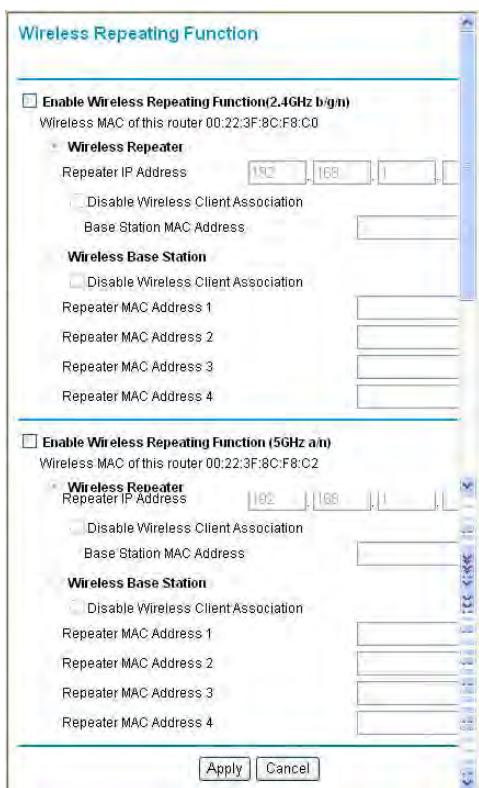 Wireless Repeating Function
Enable Wireless Repeating Function(2.4GHz b/g/n)
Wireless MAC of this router 00:22:3F:8C:F8:C0
Wireless Repeater
Repeater IP Address 192 . 168 . 1 .
Disable Wireless Client Association
Base Station MAC Address
Wireless Base Station
Disable Wireless Client Association
Repeater MAC Address 1
Repeater MAC Address 2
Repeater MAC Address 3
Repeater MAC Address 4
Enable Wireless Repeating Function (5GHz a/n)
Wireless MAC of this router 00:22:3F:8C:F8:C2
Wireless Repeater
Repeater IP Address 192 . 168 . 1 .
Disable Wireless Client Association
Base Station MAC Address
Wireless Base Station
Disable Wireless Client Association
Repeater MAC Address 1
Repeater MAC Address 2
Repeater MAC Address 3
Repeater MAC Address 4
Apply Cancel